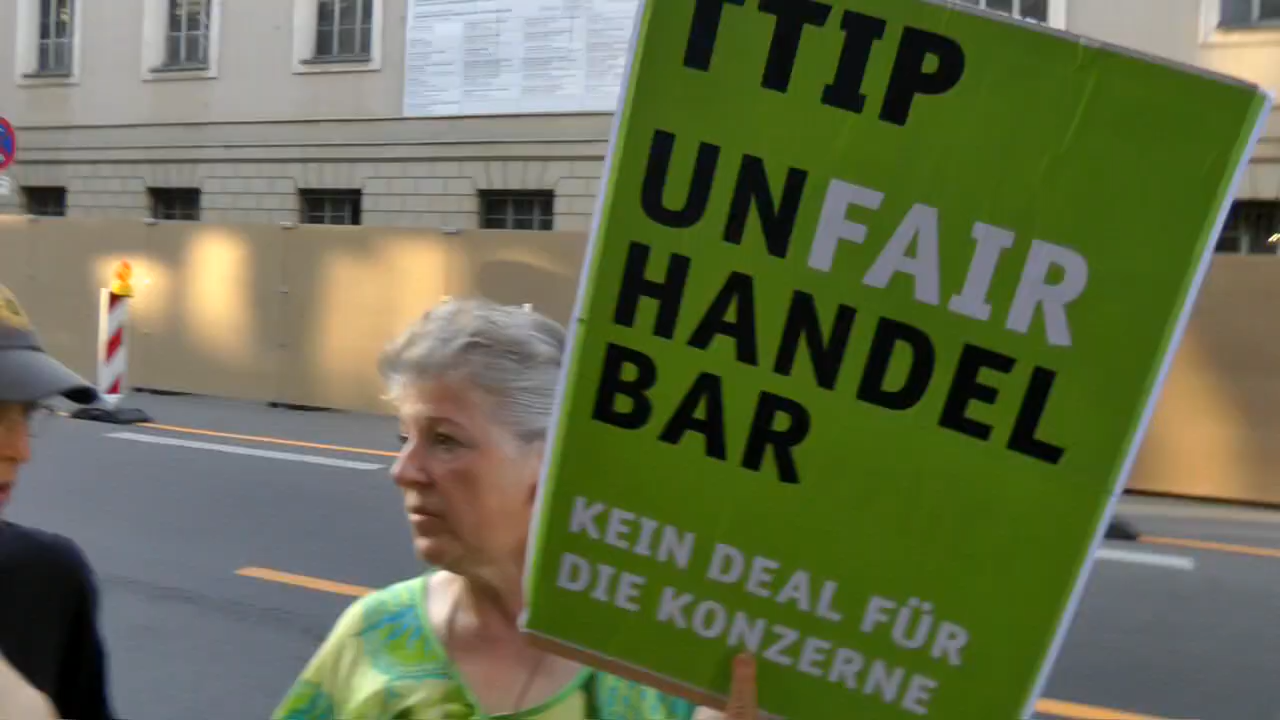 TTIP
UNFAIR
HANDEL
BAR
KEIN DEAL FÜR
DIE KONZERNE